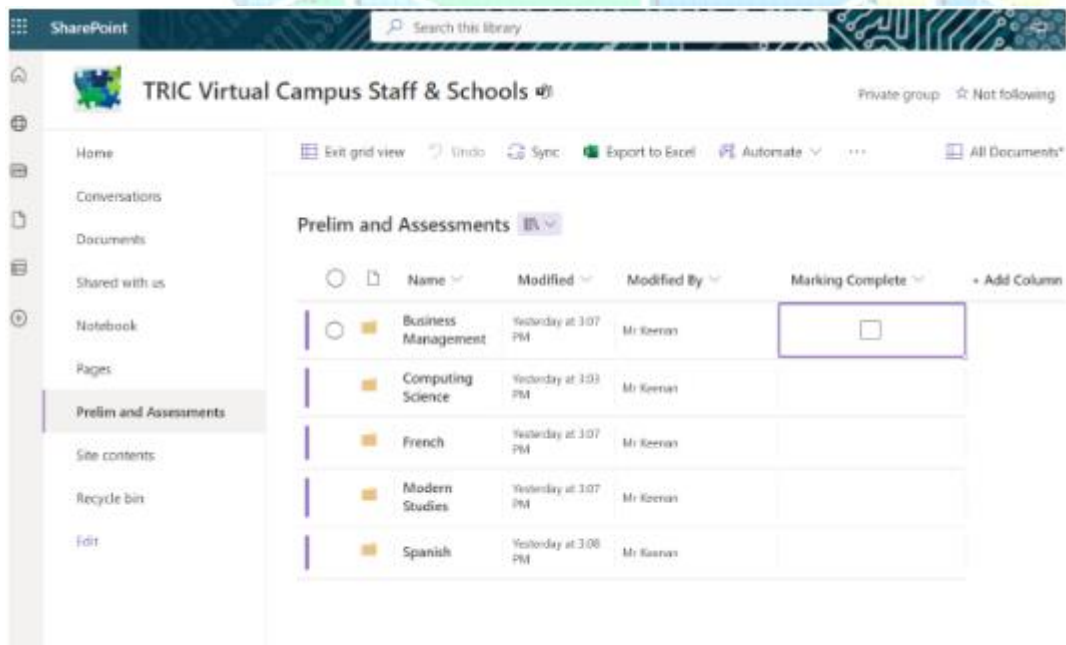 SharePoint
Search this library
TRIC Virtual Campus Staff & Schools
Private group
Not following
Home
Conversations
Documents
Shared with us
Notebook
Pages
Prelim and Assessments
Site contents
Recycle bin
Edit
Exit grid view
Undo
Sync
Export to Excel
Automate
All Documents*
Prelim and Assessments
Name
Modified
Modified By
Marking Complete
+ Add Column
Business
Management
Yesterday at 3:07
PM
Mr Keenan
Computing
Science
Yesterday at 3:03
PM
Mr Keenan
French
Yesterday at 3:07
PM
Mr Keenan
Modern
Studies
Yesterday at 3:07
PM
Mr Keenan
Spanish
Yesterday at 3:08
PM
Mr Keenan